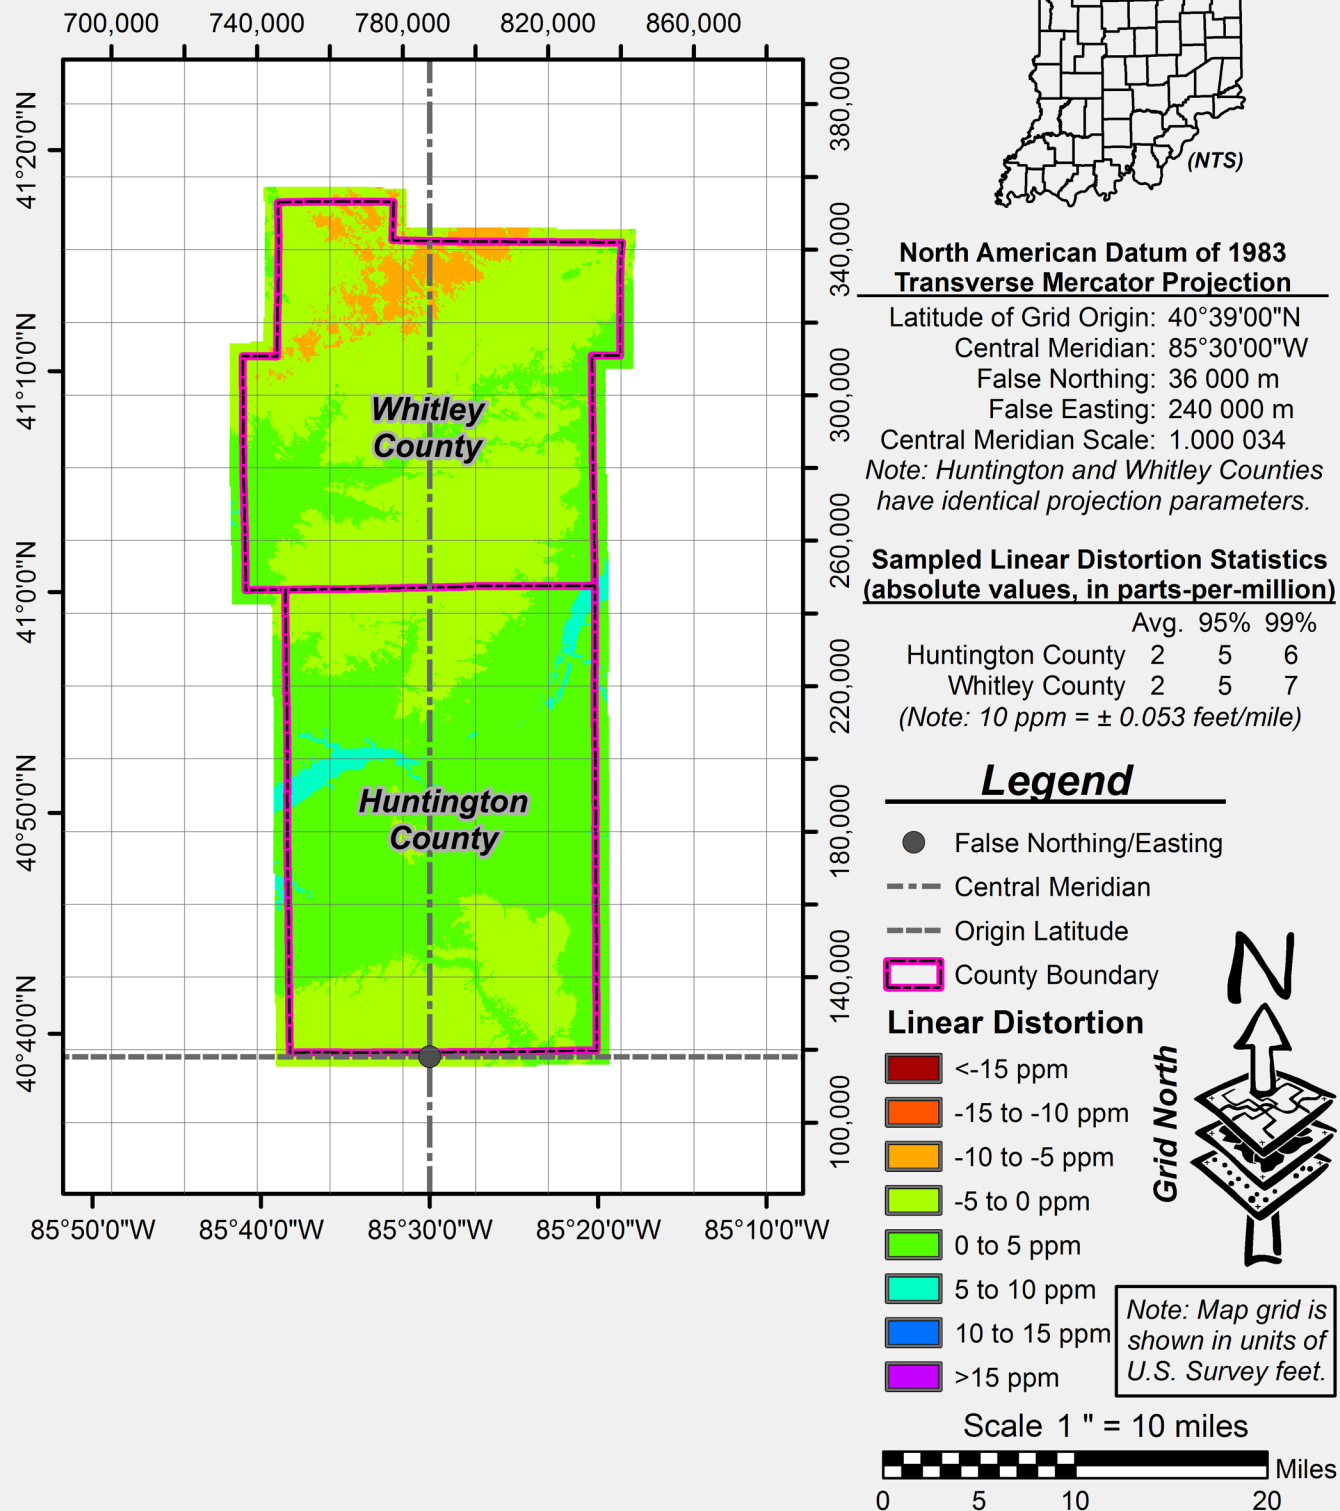 700,000 740,000 780,000 820,000 860,000
380,000
340,000
300,000
260,000
220,000
180,000
140,000
100,000
41°20'0"N
41°10'0"N
41°0'0"N
40°50'0"N
40°40'0"N
Whitley
County
Huntington
County
85°50'0"W 85°40'0"W 85°30'0"W 85°20'0"W 85°10'0"W
(NTS)
North American Datum of 1983
Transverse Mercator Projection
Latitude of Grid Origin: 40°39'00"N
Central Meridian: 85°30'00"W
False Northing: 36 000 m
False Easting: 240 000 m
Central Meridian Scale: 1.000 034
Note: Huntington and Whitley Counties
have identical projection parameters.
Sampled Linear Distortion Statistics
(absolute values, in parts-per-million)
Avg. 95% 99%
Huntington County 2 5 6
Whitley County 2 5 7
(Note: 10 ppm = ± 0.053 feet/mile)
Legend
False Northing/Easting
Central Meridian
Origin Latitude
County Boundary
Linear Distortion
<-15 ppm
-15 to -10 ppm
-10 to -5 ppm
-5 to 0 ppm
0 to 5 ppm
5 to 10 ppm
10 to 15 ppm
>15 ppm
N
Grid North
Note: Map grid is
shown in units of
U.S. Survey feet.
Scale 1 " = 10 miles
Miles
0 5 10 20